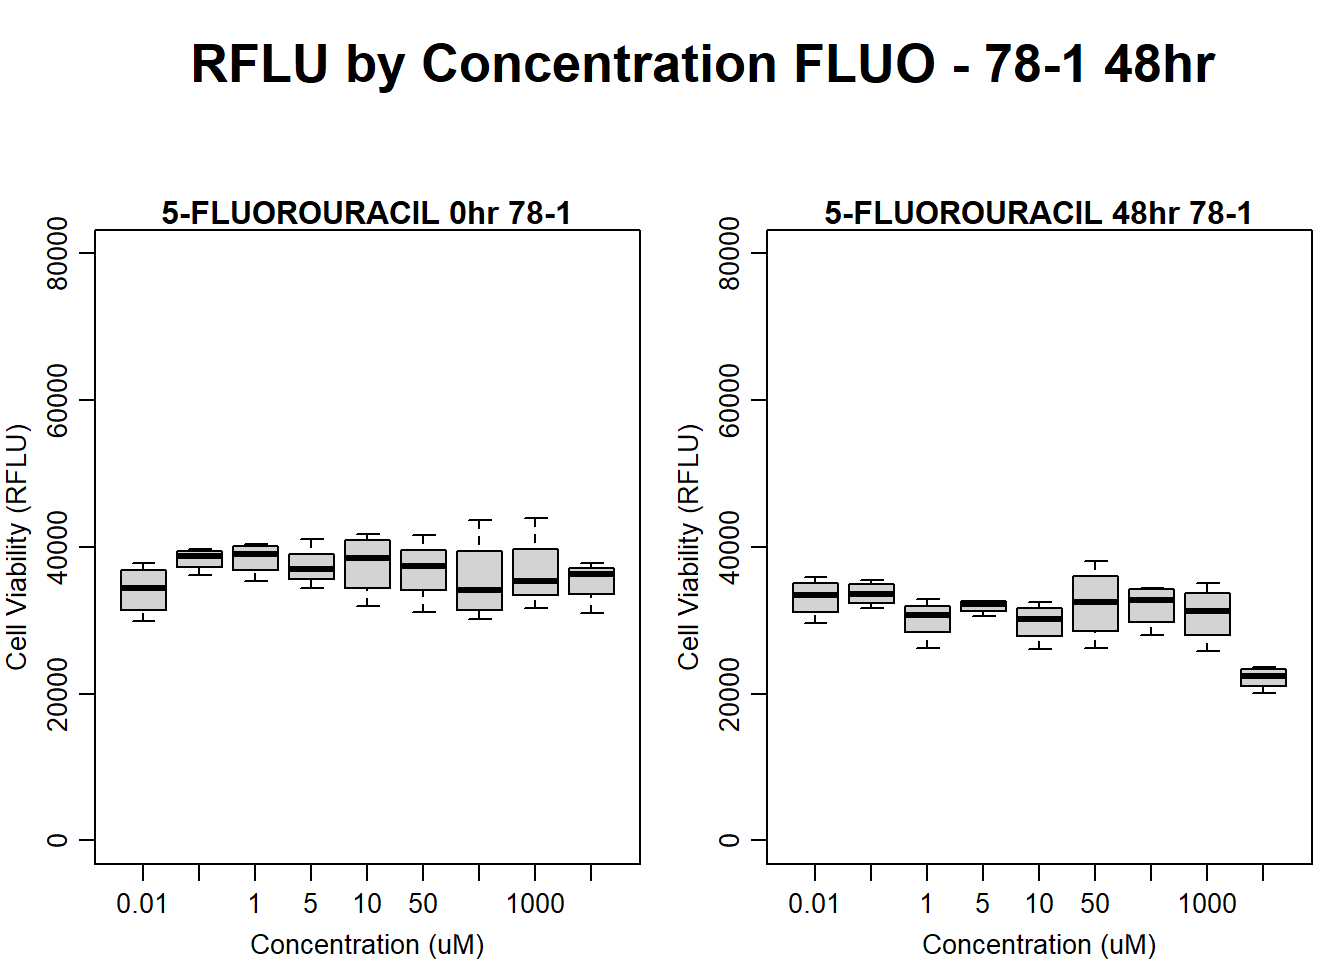 RFLU by Concentration FLUO - 78-1 48hr
5-FLUOROURACIL 0hr 78-1
Cell Viability (RFLU)
80000
60000
40000
20000
0
0.01 1 5 10 50 1000
Concentration (uM)
5-FLUOROURACIL 48hr 78-1
Cell Viability (RFLU)
80000
60000
40000
20000
0
0.01 1 5 10 50 1000
Concentration (uM)